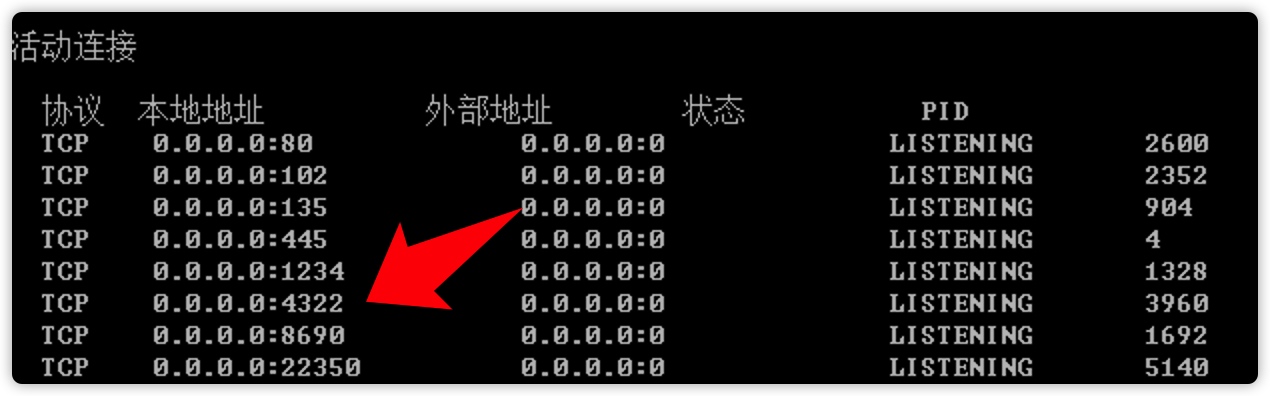 活动连接
协议 本地地址 外部地址 状态 PID
TCP 0.0.0.0:80 0.0.0.0:0 LISTENING 2600
TCP 0.0.0.0:102 0.0.0.0:0 LISTENING 2352
TCP 0.0.0.0:135 0.0.0.0:0 LISTENING 904
TCP 0.0.0.0:445 0.0.0.0:0 LISTENING 4
TCP 0.0.0.0:1234 0.0.0.0:0 LISTENING 1328
TCP 0.0.0.0:4322 0.0.0.0:0 LISTENING 3960
TCP 0.0.0.0:8690 0.0.0.0:0 LISTENING 1692
TCP 0.0.0.0:22350 0.0.0.0:0 LISTENING 5140